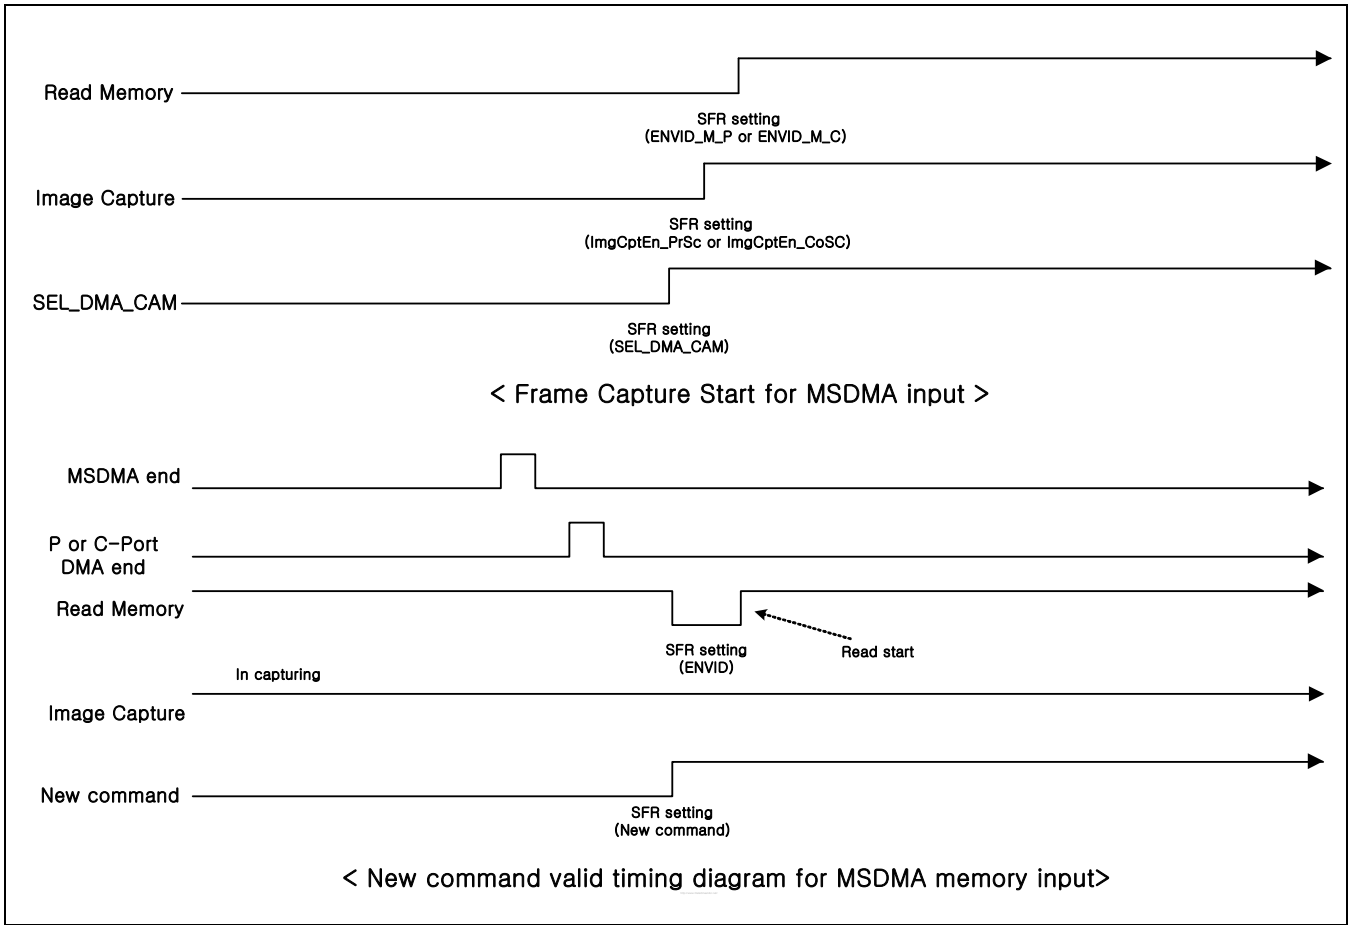 Read Memory
SFR setting
(ENVID_M_P or ENVID_M_C)
Image Capture
SFR setting
(ImgCptEn_PrSc or ImgCptEn_CoSC)
SEL_DMA_CAM
SFR setting
(SEL_DMA_CAM)
< Frame Capture Start for MSDMA input >
MSDMA end
P or C-Port
DMA end
Read Memory
SFR setting
(ENVID)
Read start
In capturing
Image Capture
New command
SFR setting
(New command)
< New command valid timing diagram for MSDMA memory input>